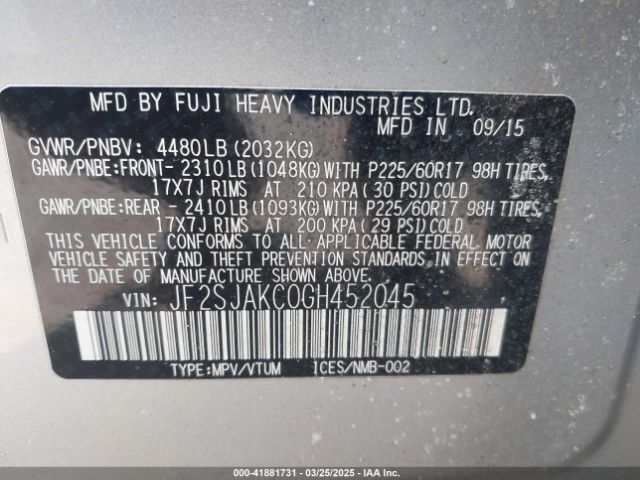 MFD BY FUJI HEAVY INDUSTRIES LTD.
MFD IN 09/15
GVWR/PNBV: 4480LB (2032KG)
GAWR/PNBE:FRONT- 2310LB(1048KG)WITH P225/60R17 98H TIRES,
17X7J RIMS AT 210 KPA (30 PSI)COLD
GAWR/PNBE:REAR - 2410LB(1093KG)WITH P225/60R17 98H TIRES,
17X7J RIMS AT 200 KPA (29 PSI)COLD
THIS VEHICLE CONFORMS TO ALL APPLICABLE FEDERAL MOTOR
VEHICLE SAFETY AND THEFT PREVENTION STANDARDS IN EFFECT ON
THE DATE OF MANUFACTURE SHOWN ABOVE.
VIN: JF2SJAKC0GH452045
TYPE:MPV/VTUM ICES/NMB-002
000-41881731 - 03/25/2025 - IAA Inc.